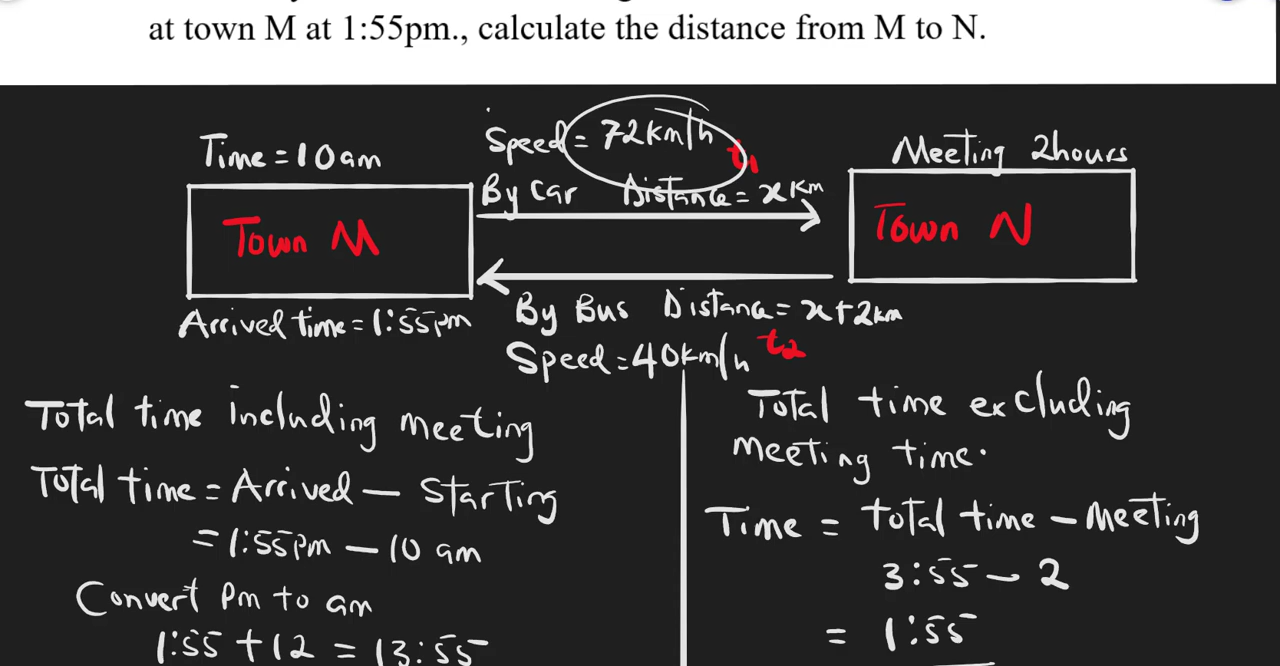 at town M at 1:55pm., calculate the distance from M to N.
Time = 10am
Speed = 72km/h t1
By Car Distance = x km
Meeting 2hours
Town M
Town N
Arrived time = 1:55pm
By Bus Distance = x+2km
Speed = 40km/h t2
Total time including meeting
Total time = Arrived — Starting
= 1:55pm — 10 am
Convert Pm to am
1:55 + 12 = 13:55
Total time excluding
Meeting time.
Time = total time — Meeting
3:55 — 2
= 1:55